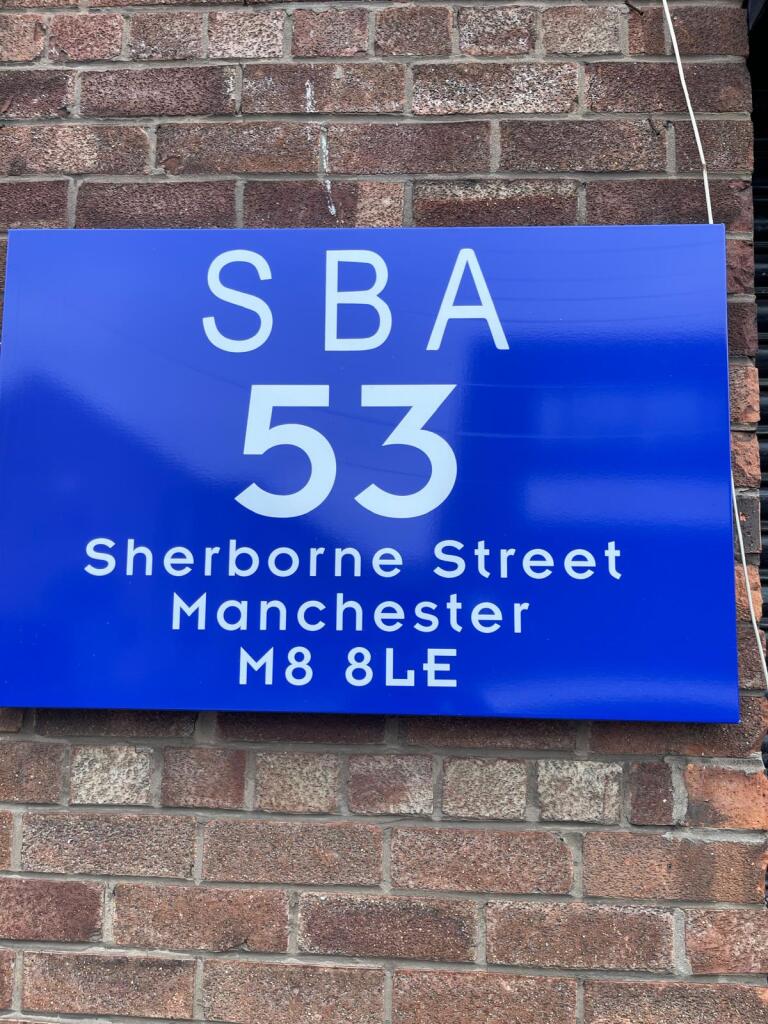 SBA
53
Sherborne Street
Manchester
M8 8LE